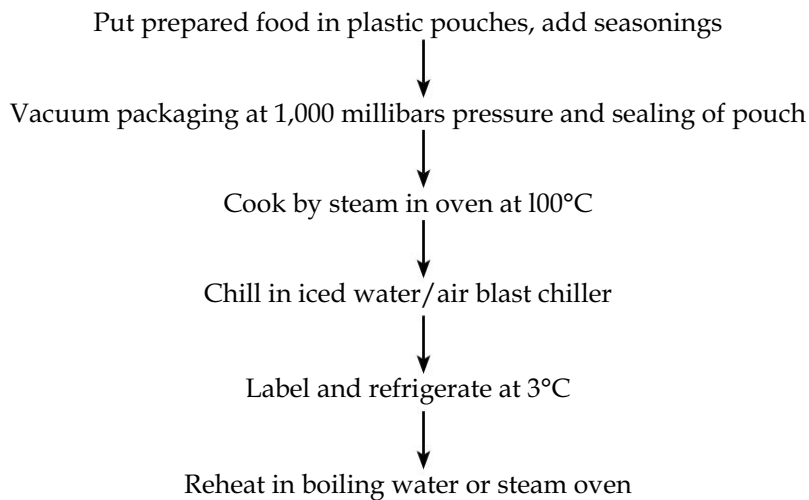 Put prepared food in plastic pouches, add seasonings
Vacuum packaging at 1,000 millibars pressure and sealing of pouch
Cook by steam in oven at l00°C
Chill in iced water/air blast chiller
Label and refrigerate at 3°C
Reheat in boiling water or steam oven